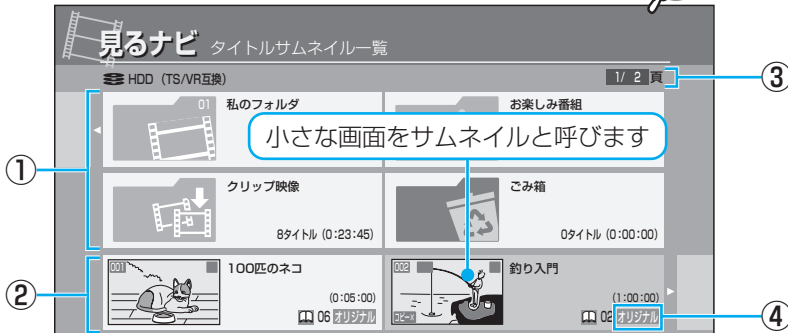 見るナビ タイトルサムネイル一覧
HDD (TS/VR互換) 1/ 2 頁 ③
①
01 私のフォルダ お楽しみ番組
小さな画面をサムネイルと呼びます
クリップ映像 ごみ箱
8タイトル (0:23:45) 0タイトル (0:00:00)
②
001 100匹のネコ 002 釣り入門
(0:05:00) (1:00:00)
06 オリジナル コピー× 02 オリジナル ④